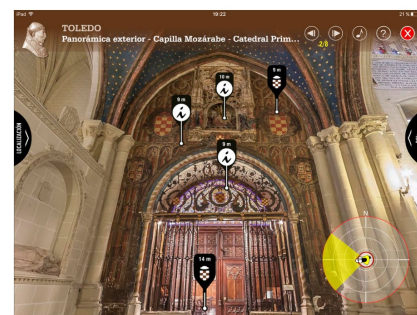 iPad
19:22
21 %
TOLEDO
Panorámica exterior - Capilla Mozárabe - Catedral Prim...
2/8
LOCALIZACIÓN
9 m
10 m
9 m
9 m
14 m
N